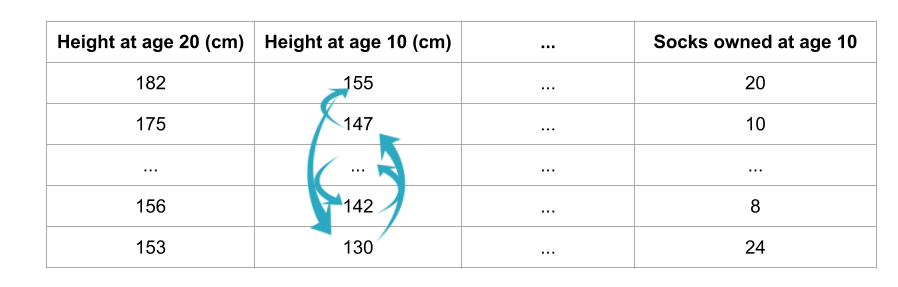 Height at age 20 (cm) Height at age 10 (cm) ... Socks owned at age 10
182 155 ... 20
175 147 ... 10
... ... ... ...
156 142 ... 8
153 130 ... 24